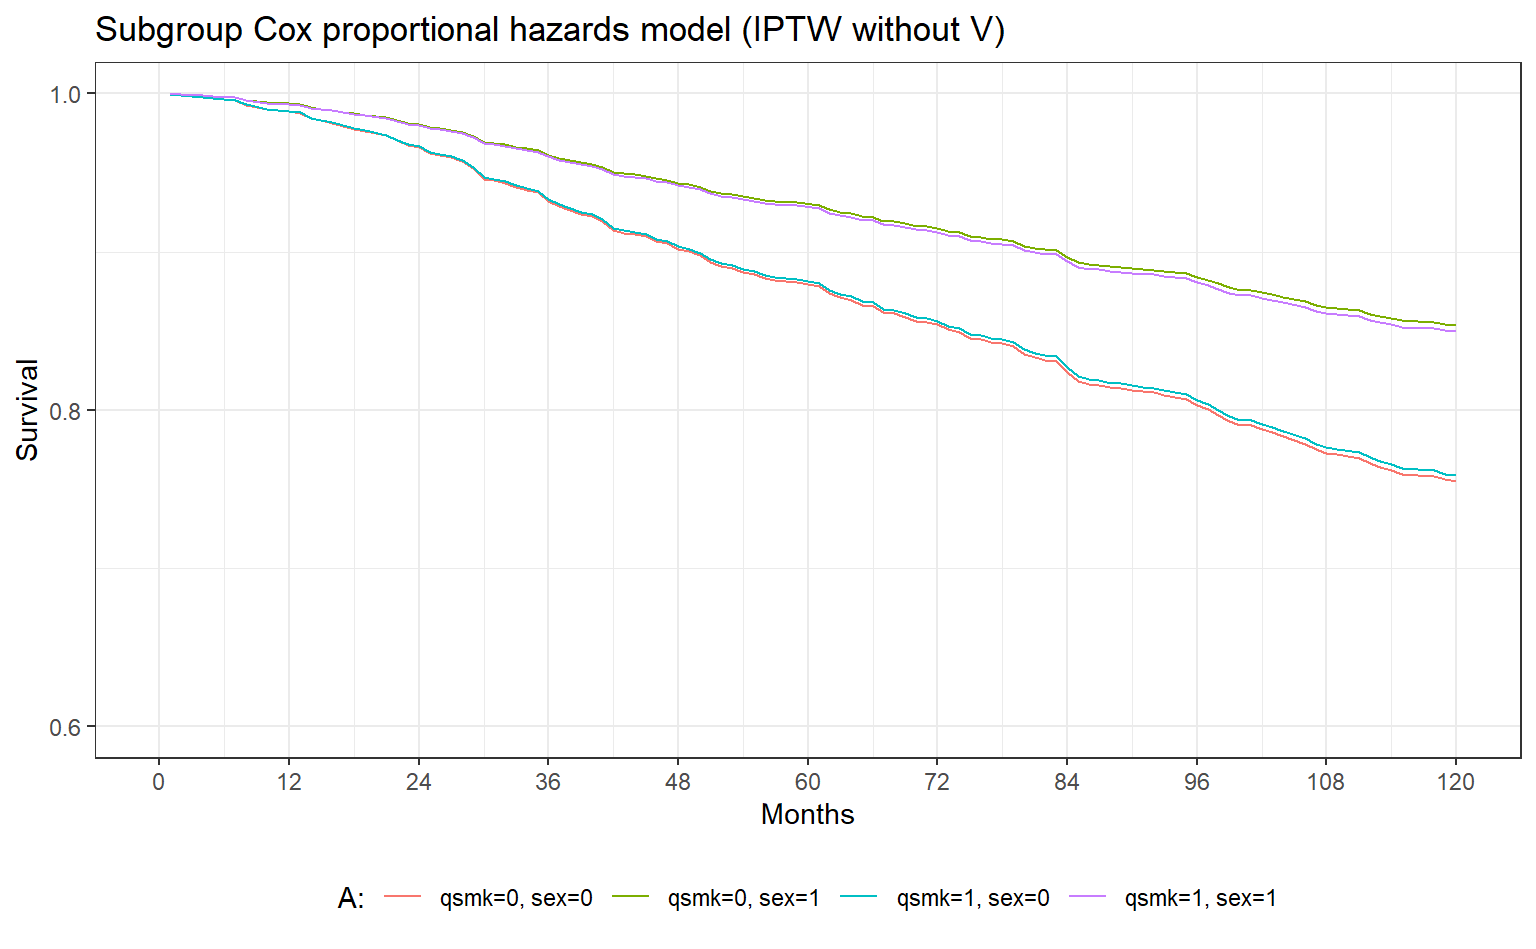 Subgroup Cox proportional hazards model (IPTW without V)
1.0
0.8
0.6
Survival
0 12 24 36 48 60 72 84 96 108 120
Months
A: qsmk=0, sex=0 qsmk=0, sex=1 qsmk=1, sex=0 qsmk=1, sex=1